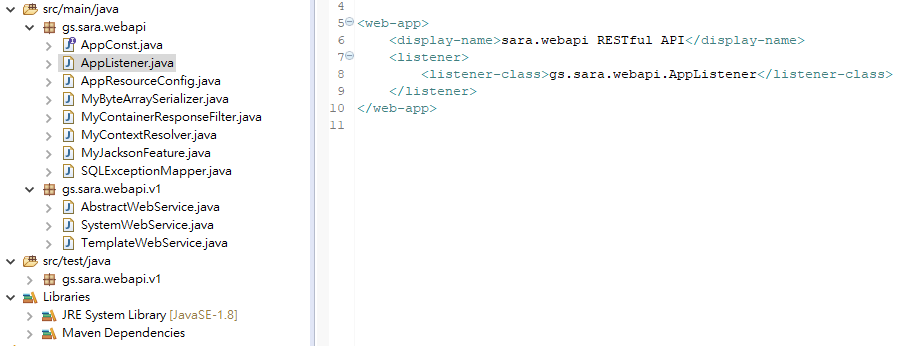 src/main/java
gs.sara.webapi
AppConst.java
AppListener.java
AppResourceConfig.java
MyByteArraySerializer.java
MyContainerResponseFilter.java
MyContextResolver.java
MyJacksonFeature.java
SQLExceptionMapper.java
gs.sara.webapi.v1
AbstractWebService.java
SystemWebService.java
TemplateWebService.java
src/test/java
gs.sara.webapi.v1
Libraries
JRE System Library [JavaSE-1.8]
Maven Dependencies
4
5 <web-app>
6 <display-name>sara.webapi RESTful API</display-name>
7 <listener>
8 <listener-class>gs.sara.webapi.AppListener</listener-class>
9 </listener>
10 </web-app>
11